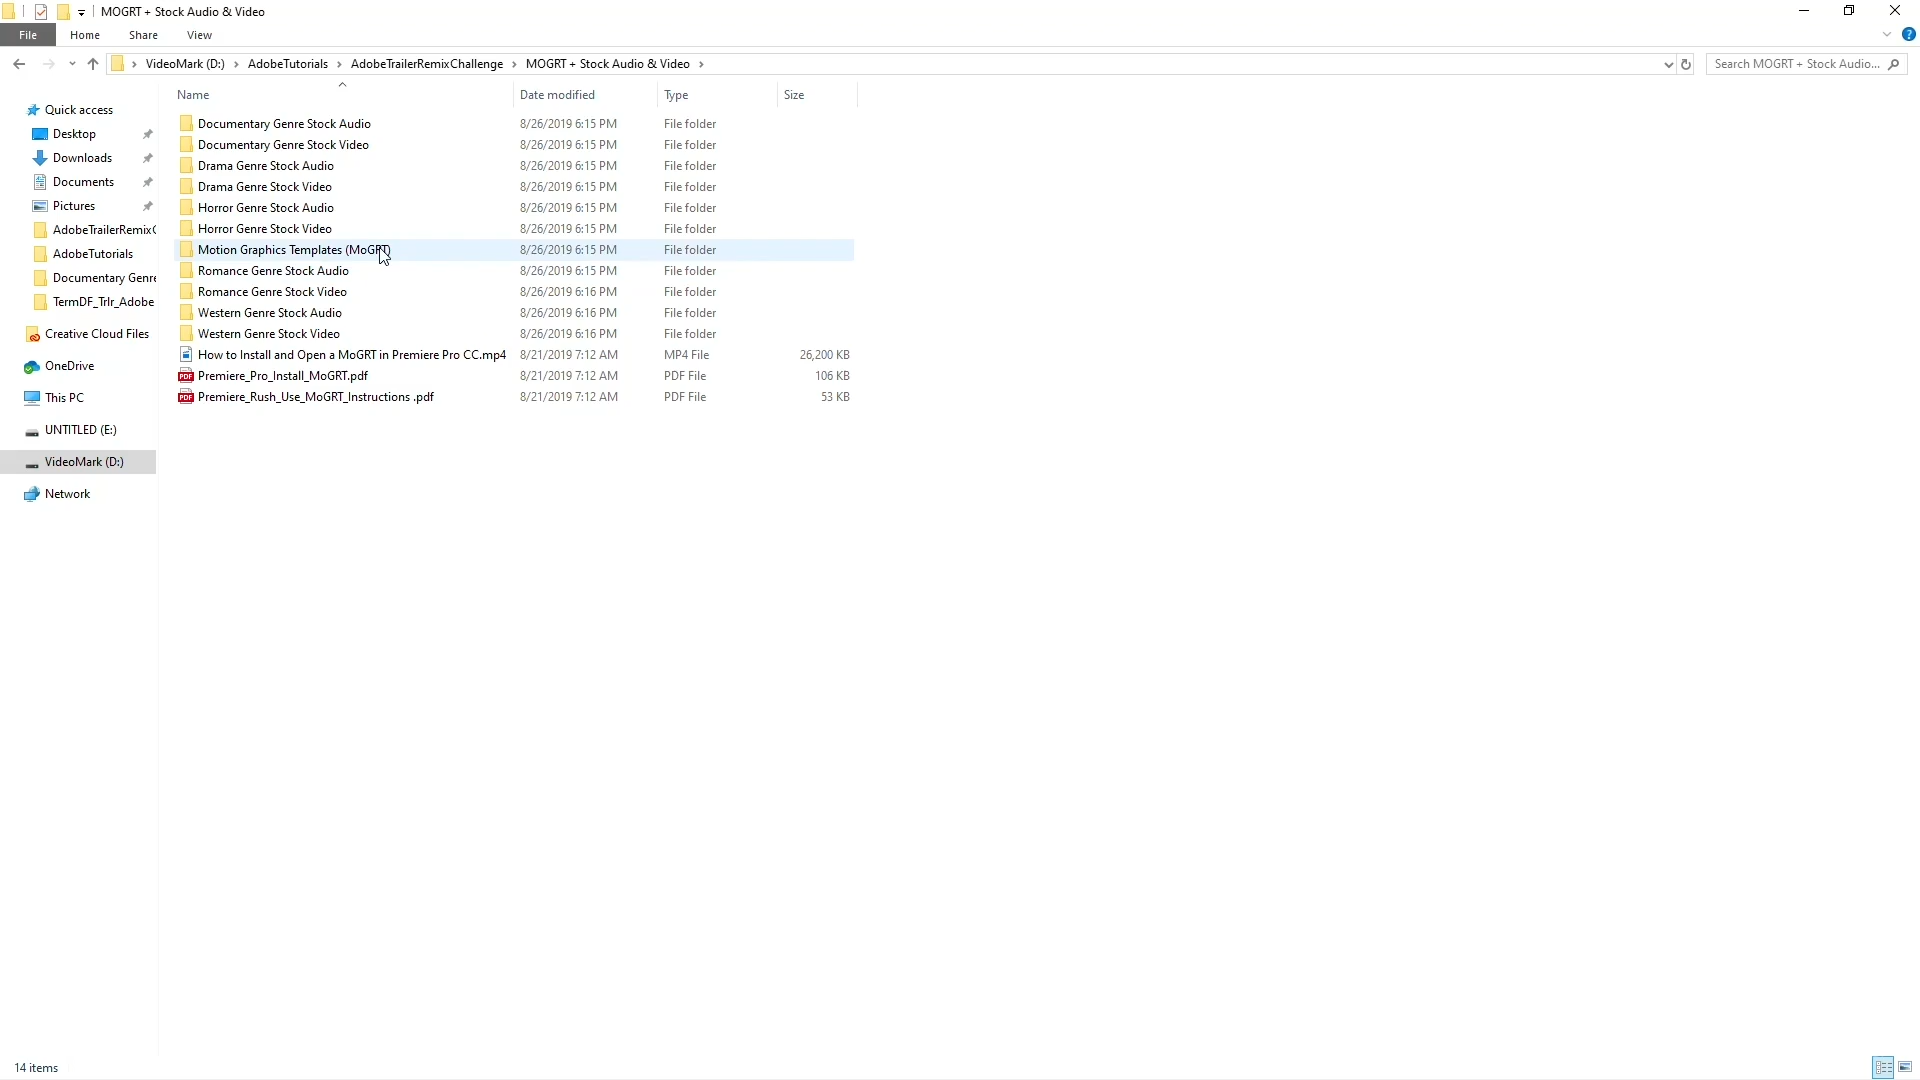 MOGRT + Stock Audio & Video
File Home Share View
VideoMark (D:) AdobeTutorials AdobeTrailerRemixChallenge MOGRT + Stock Audio & Video
Search MOGRT + Stock Audio...
Name Date modified Type Size
Quick access
Desktop
Downloads
Documents
Pictures
AdobeTrailerRemixC
AdobeTutorials
Documentary Genre
TermDF_Trlr_Adobe
Creative Cloud Files
OneDrive
This PC
UNTITLED (E:)
VideoMark (D:)
Network
Documentary Genre Stock Audio 8/26/2019 6:15 PM File folder
Documentary Genre Stock Video 8/26/2019 6:15 PM File folder
Drama Genre Stock Audio 8/26/2019 6:15 PM File folder
Drama Genre Stock Video 8/26/2019 6:15 PM File folder
Horror Genre Stock Audio 8/26/2019 6:15 PM File folder
Horror Genre Stock Video 8/26/2019 6:15 PM File folder
Motion Graphics Templates (MoGRT) 8/26/2019 6:15 PM File folder
Romance Genre Stock Audio 8/26/2019 6:15 PM File folder
Romance Genre Stock Video 8/26/2019 6:16 PM File folder
Western Genre Stock Audio 8/26/2019 6:16 PM File folder
Western Genre Stock Video 8/26/2019 6:16 PM File folder
How to Install and Open a MoGRT in Premiere Pro CC.mp4 8/21/2019 7:12 AM MP4 File 26,200 KB
PDF Premiere_Pro_Install_MoGRT.pdf 8/21/2019 7:12 AM PDF File 106 KB
PDF Premiere_Rush_Use_MoGRT_Instructions .pdf 8/21/2019 7:12 AM PDF File 53 KB
14 items